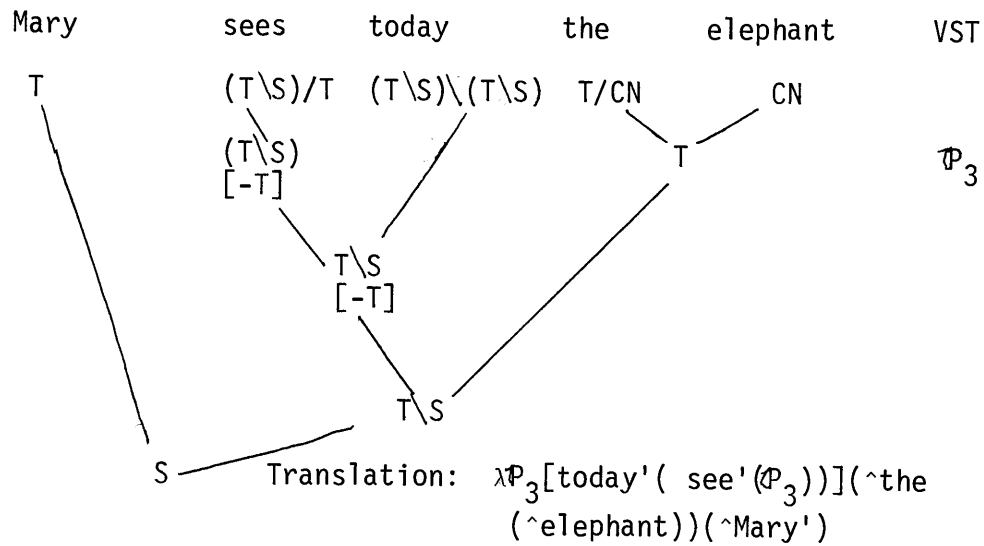 Mary sees today the elephant VST
T (T\S)/T (T\S)\(T\S) T/CN CN
(T\S) T 𝒫3
[-T]
T\S
[-T]
T\S
S Translation: λ𝒫3[today'( see'(𝒫3))](^the
(^elephant))(^Mary')